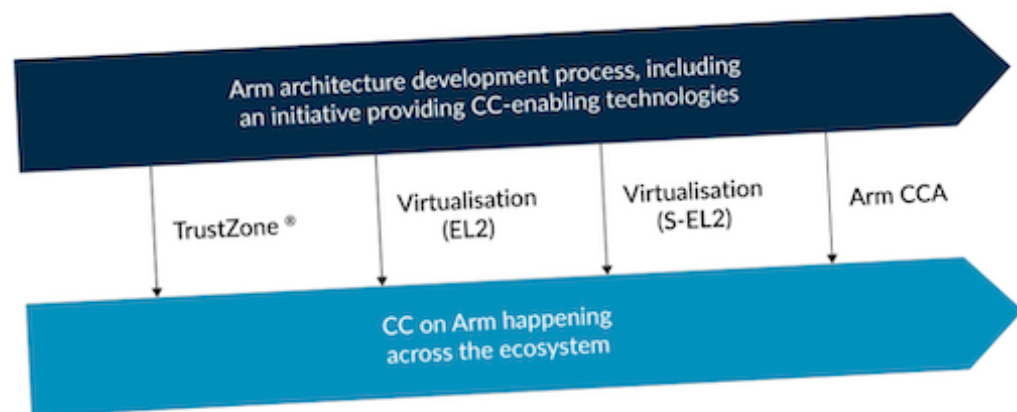 Arm architecture development process, including
an initiative providing CC-enabling technologies
TrustZone ®
Virtualisation
(EL2)
Virtualisation
(S-EL2)
Arm CCA
CC on Arm happening
across the ecosystem